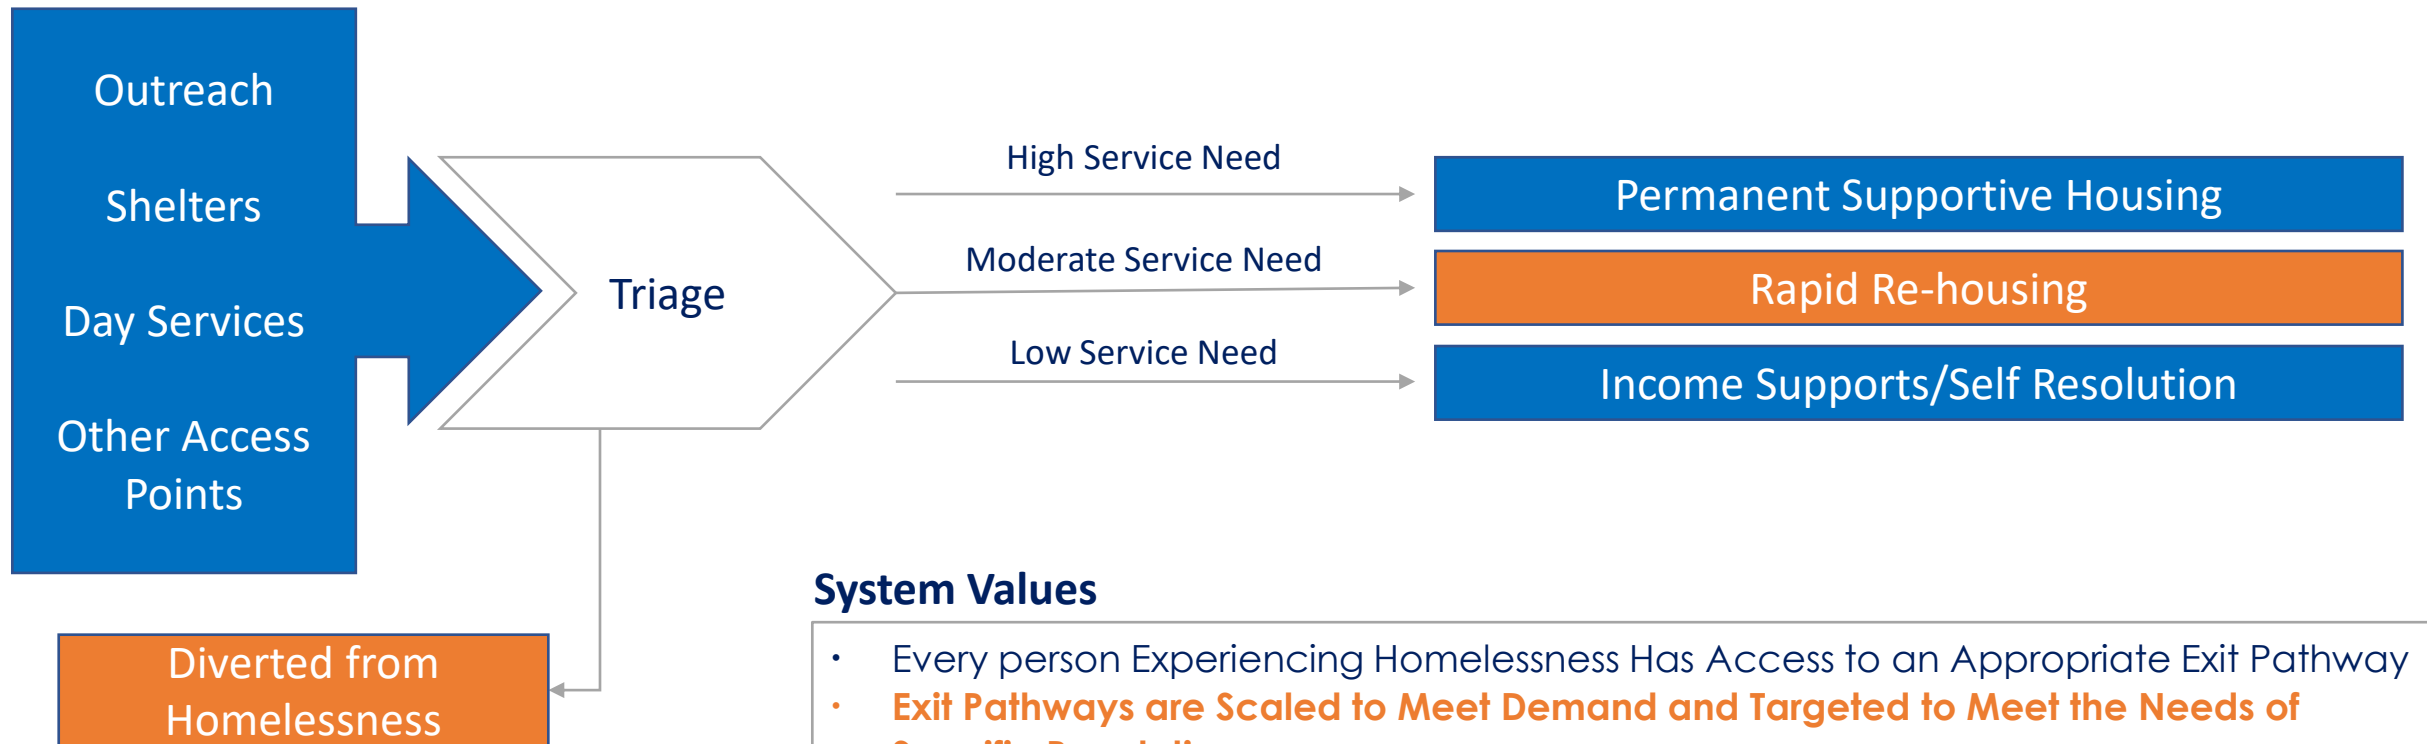 Outreach
Shelters
Day Services
Other Access
Points
Triage
High Service Need
Moderate Service Need
Low Service Need
Permanent Supportive Housing
Rapid Re-housing
Income Supports/Self Resolution
Diverted from
Homelessness
System Values
· Every person Experiencing Homelessness Has Access to an Appropriate Exit Pathway
· Exit Pathways are Scaled to Meet Demand and Targeted to Meet the Needs of